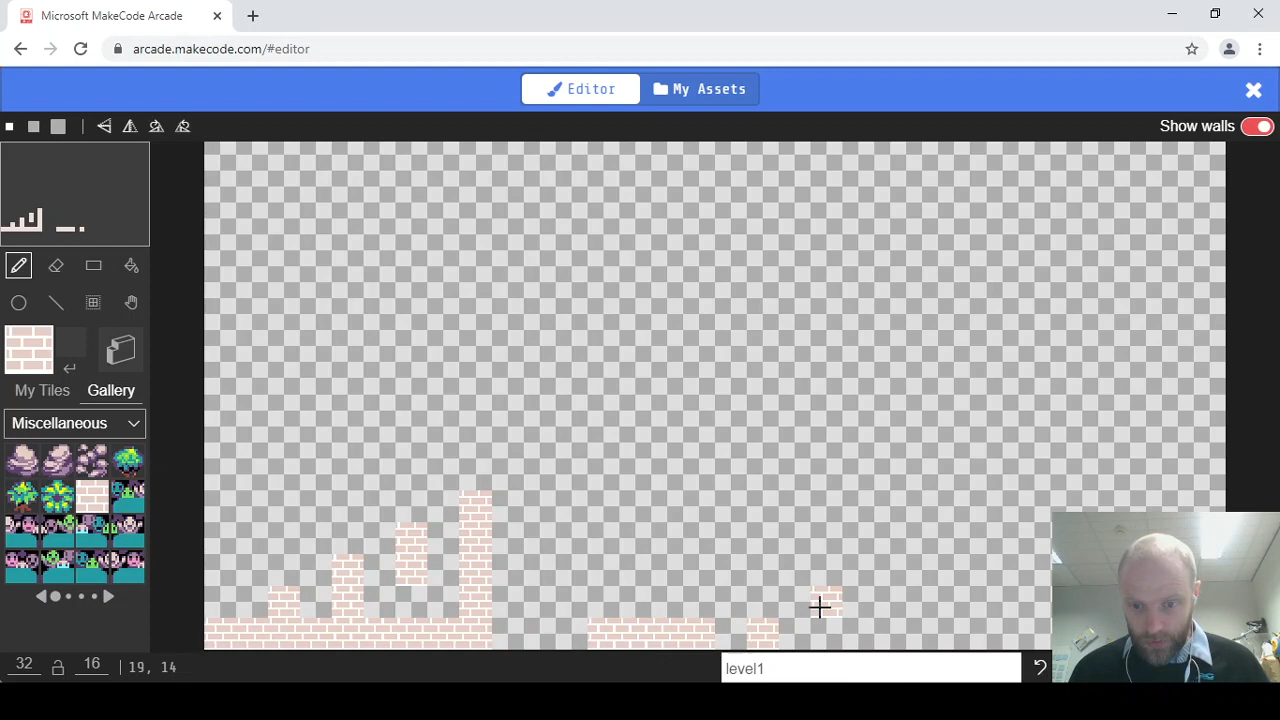 Microsoft MakeCode Arcade
arcade.makecode.com/#editor
Editor
My Assets
Show walls
My Tiles
Gallery
Miscellaneous
32
16
19, 14
level1